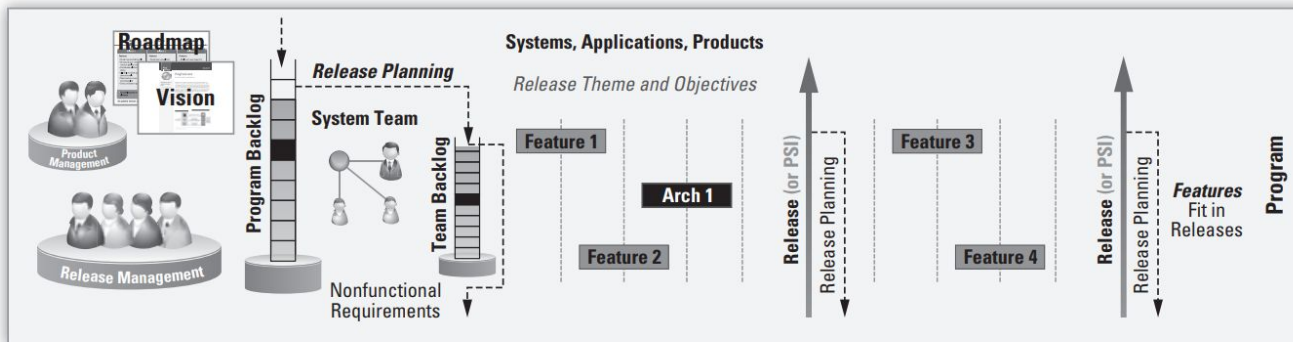 Roadmap
Vision
Product
Management
Release Management
Program Backlog
Release Planning
System Team
Team Backlog
Nonfunctional
Requirements
Systems, Applications, Products
Release Theme and Objectives
Feature 1
Arch 1
Feature 2
Release (or PSI)
Release Planning
Feature 3
Feature 4
Release (or PSI)
Release Planning
Features
Fit in
Releases
Program